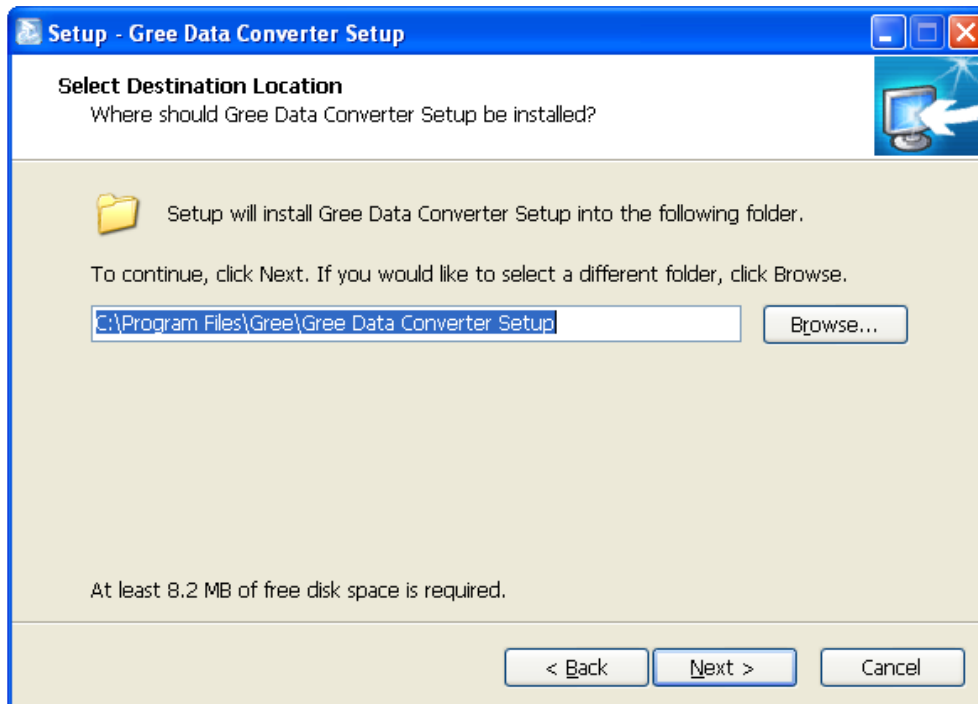 Setup - Gree Data Converter Setup
Select Destination Location
Where should Gree Data Converter Setup be installed?
Setup will install Gree Data Converter Setup into the following folder.
To continue, click Next. If you would like to select a different folder, click Browse.
C:\Program Files\Gree\Gree Data Converter Setup
Browse...
At least 8.2 MB of free disk space is required.
< Back
Next >
Cancel